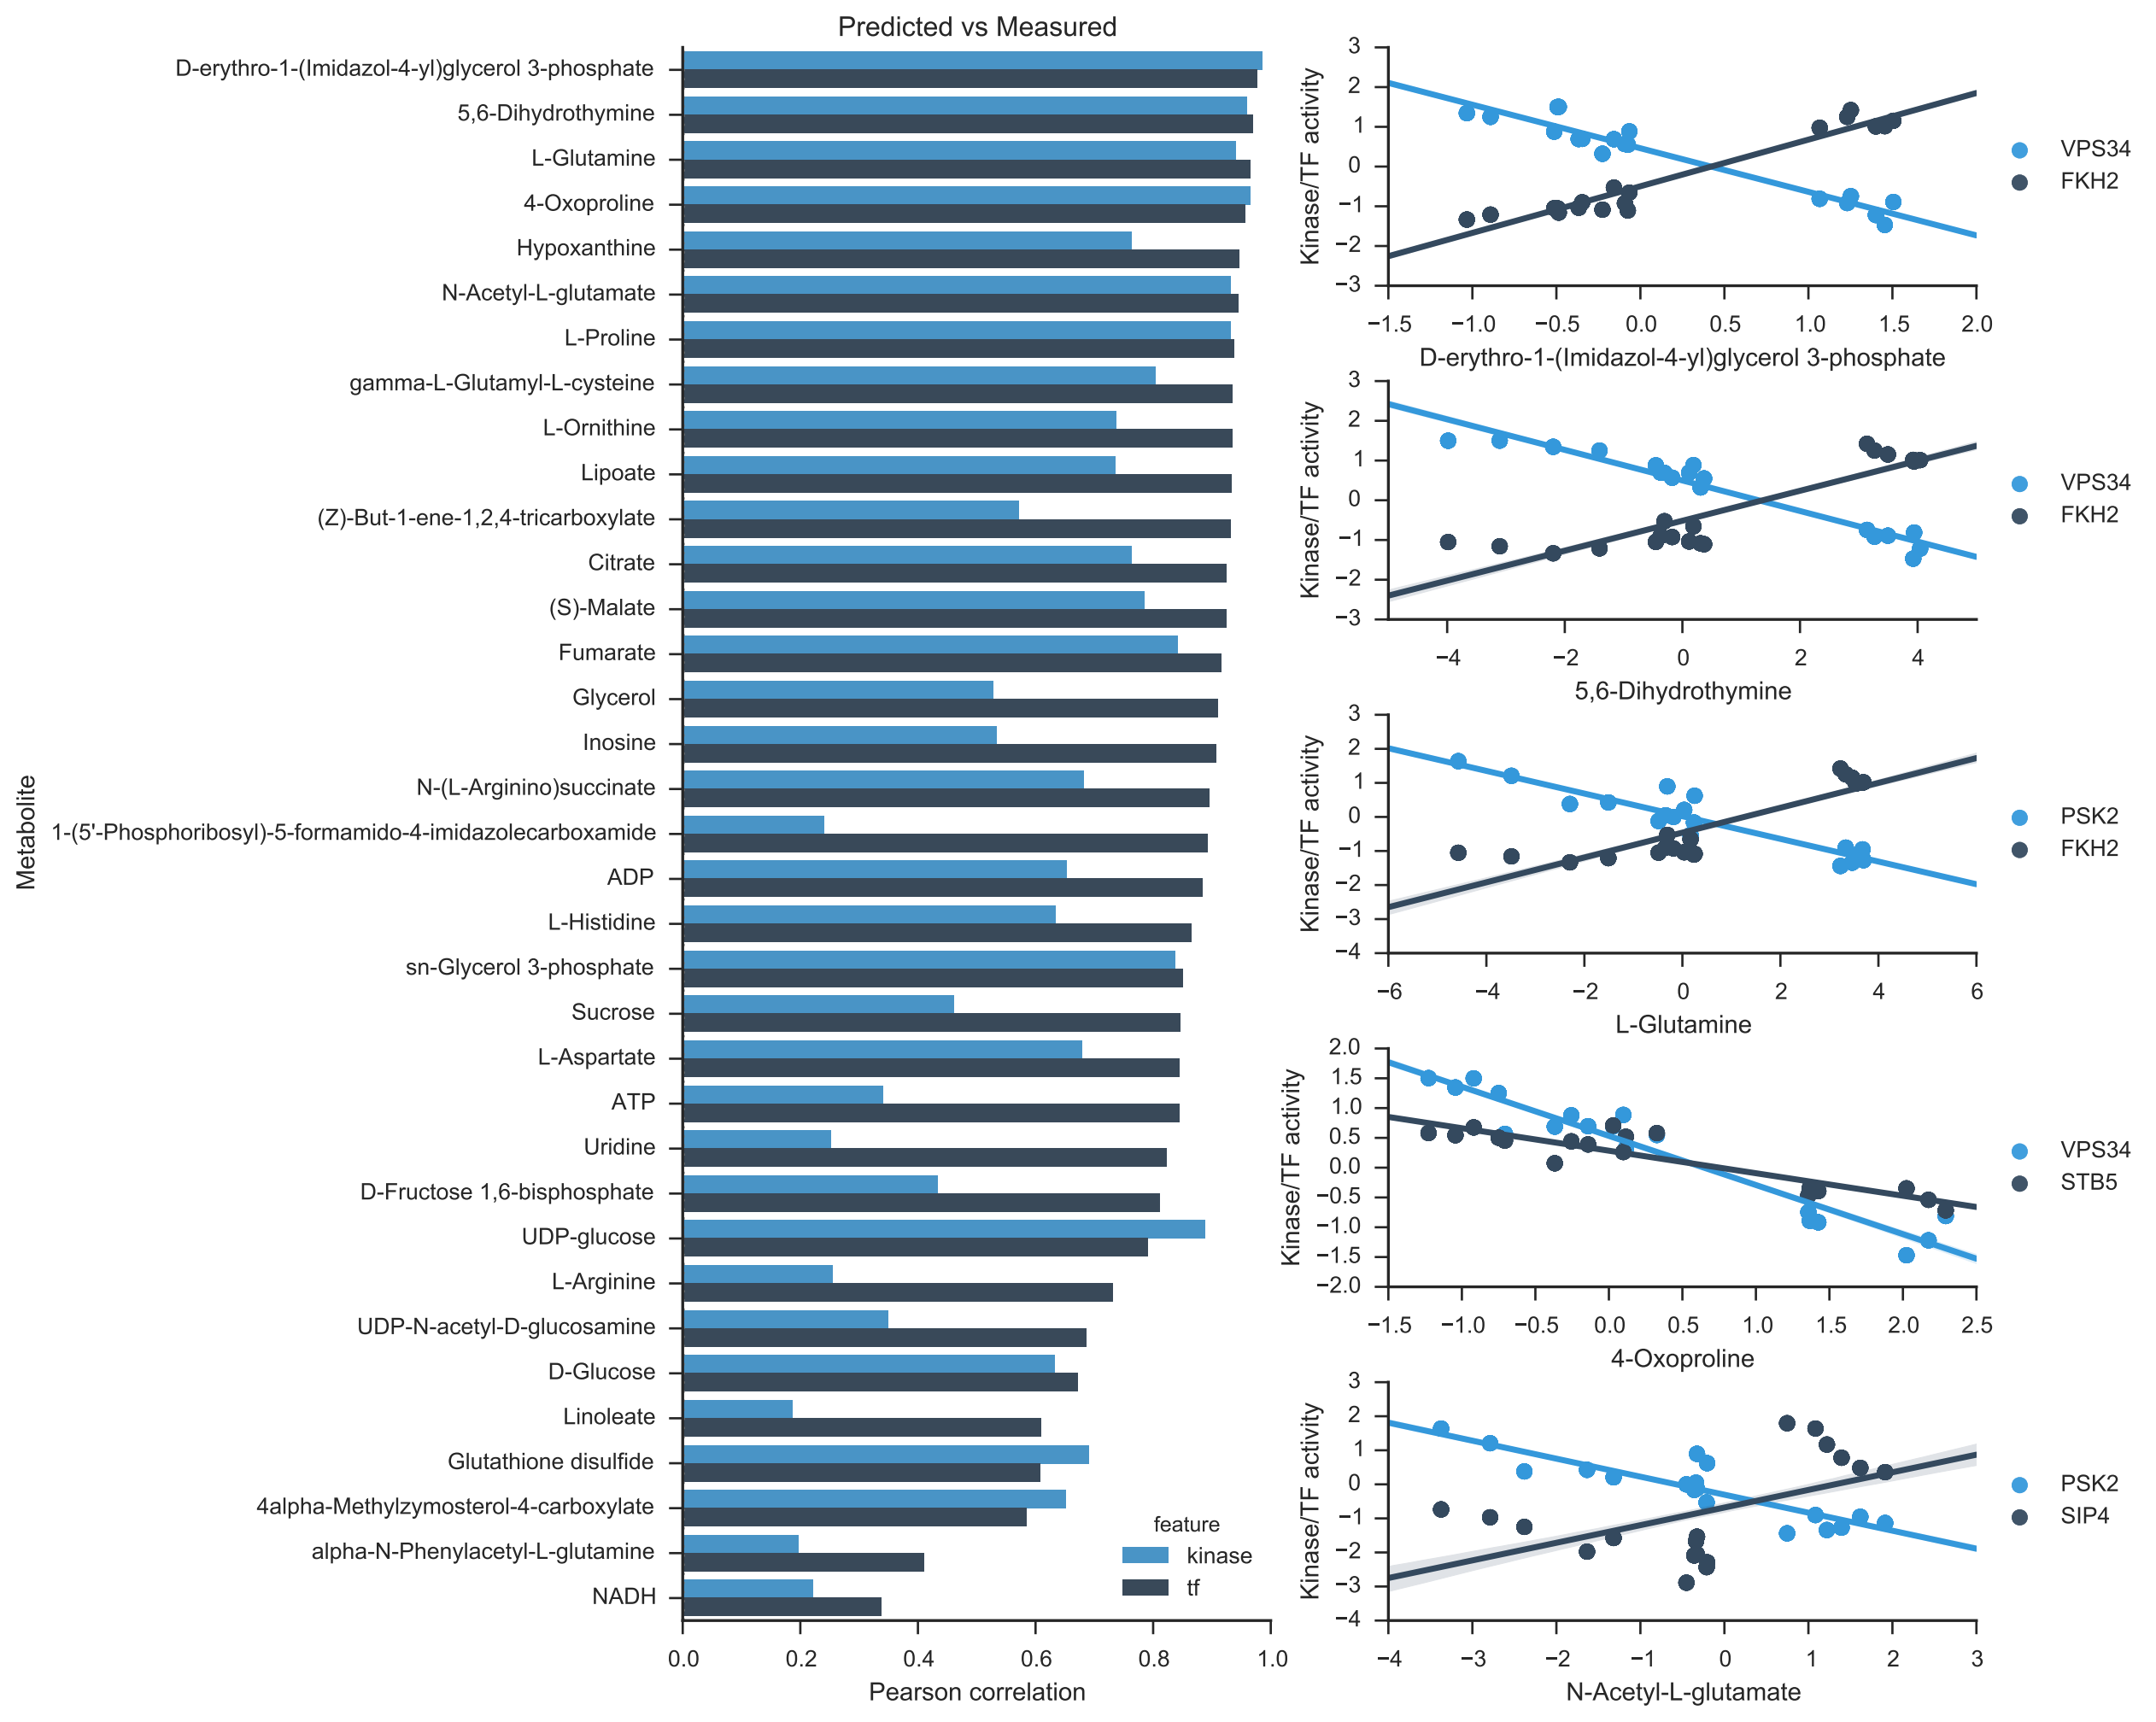 Predicted vs Measured
Metabolite
D-erythro-1-(Imidazol-4-yl)glycerol 3-phosphate
5,6-Dihydrothymine
L-Glutamine
4-Oxoproline
Hypoxanthine
N-Acetyl-L-glutamate
L-Proline
gamma-L-Glutamyl-L-cysteine
L-Ornithine
Lipoate
(Z)-But-1-ene-1,2,4-tricarboxylate
Citrate
(S)-Malate
Fumarate
Glycerol
Inosine
N-(L-Arginino)succinate
1-(5'-Phosphoribosyl)-5-formamido-4-imidazolecarboxamide
ADP
L-Histidine
sn-Glycerol 3-phosphate
Sucrose
L-Aspartate
ATP
Uridine
D-Fructose 1,6-bisphosphate
UDP-glucose
L-Arginine
UDP-N-acetyl-D-glucosamine
D-Glucose
Linoleate
Glutathione disulfide
4alpha-Methylzymosterol-4-carboxylate
alpha-N-Phenylacetyl-L-glutamine
NADH
feature
kinase
tf
0.0 0.2 0.4 0.6 0.8 1.0
Pearson correlation
Kinase/TF activity
3
2
1
0
−1
−2
−3
−1.5 −1.0 −0.5 0.0 0.5 1.0 1.5 2.0
D-erythro-1-(Imidazol-4-yl)glycerol 3-phosphate
VPS34
FKH2
Kinase/TF activity
3
2
1
0
−1
−2
−3
−4 −2 0 2 4
5,6-Dihydrothymine
VPS34
FKH2
Kinase/TF activity
3
2
1
0
−1
−2
−3
−4
−6 −4 −2 0 2 4 6
L-Glutamine
PSK2
FKH2
Kinase/TF activity
2.0
1.5
1.0
0.5
0.0
−0.5
−1.0
−1.5
−2.0
−1.5 −1.0 −0.5 0.0 0.5 1.0 1.5 2.0 2.5
4-Oxoproline
VPS34
STB5
Kinase/TF activity
3
2
1
0
−1
−2
−3
−4
−4 −3 −2 −1 0 1 2 3
N-Acetyl-L-glutamate
PSK2
SIP4